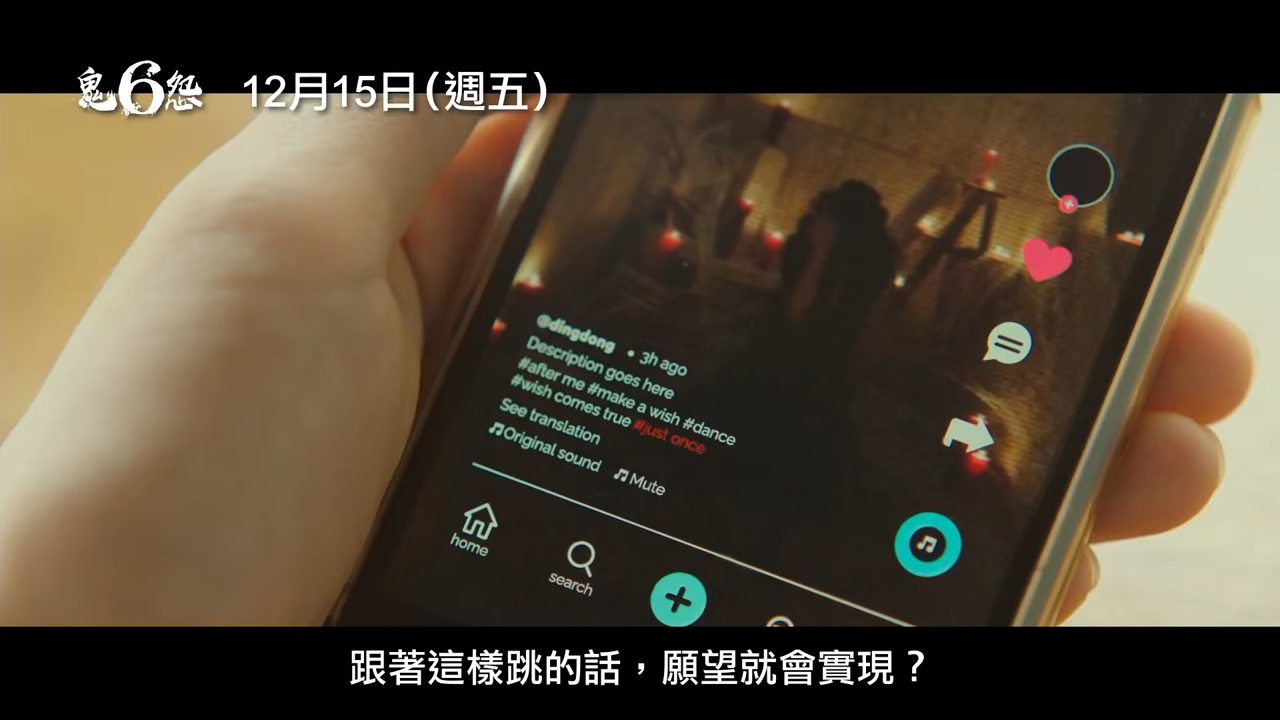 鬼6怨 12月15日(週五)
@dingdong • 3h ago
Description goes here
#after me #make a wish #dance
#wish comes true #just once
See translation
Original sound Mute
home
search
跟著這樣跳的話，願望就會實現？